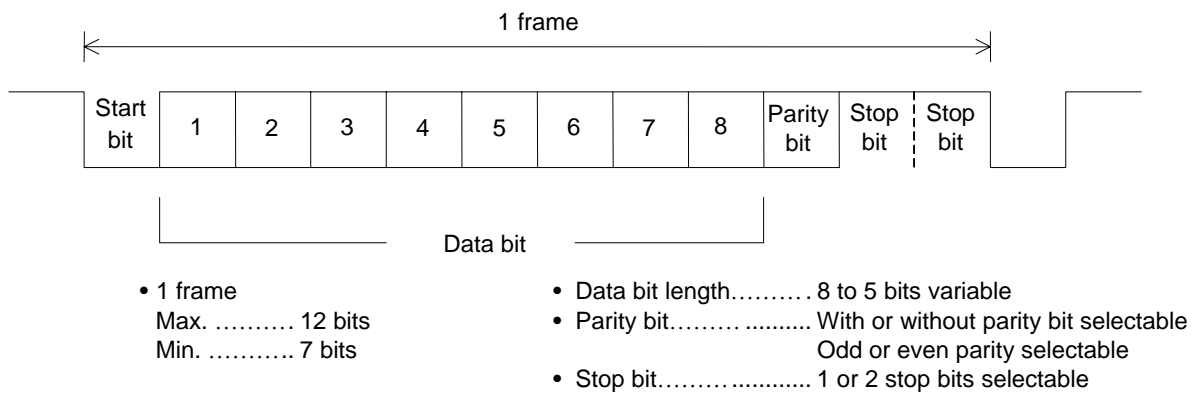 1 frame
Start bit
1 2 3 4 5 6 7 8
Parity bit
Stop bit
Stop bit
Data bit
• 1 frame
Max. .......... 12 bits
Min. ........... 7 bits
• Data bit length.......... 8 to 5 bits variable
• Parity bit................... With or without parity bit selectable
Odd or even parity selectable
• Stop bit..................... 1 or 2 stop bits selectable